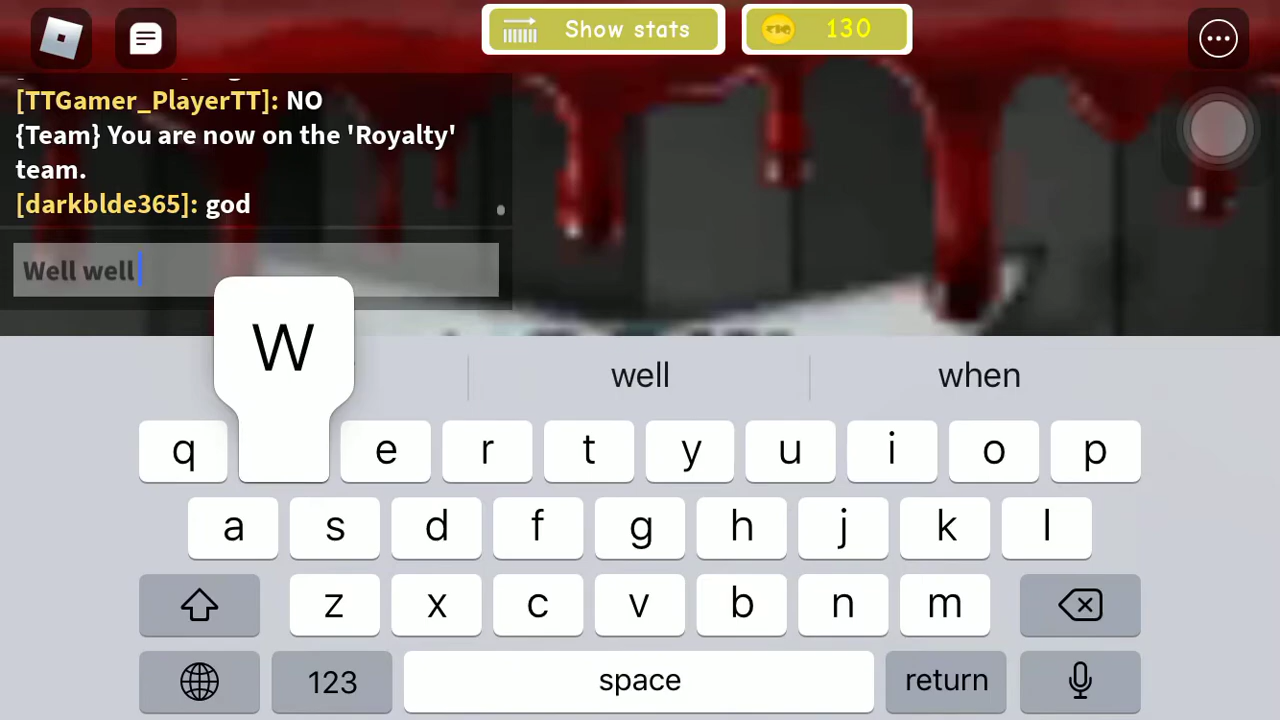 Show stats
130
[TTGamer_PlayerTT]: NO
{Team} You are now on the 'Royalty'
team.
[darkblde365]: god
Well well
W
well
when
q
e
r
t
y
u
i
o
p
a
s
d
f
g
h
j
k
l
z
x
c
v
b
n
m
123
space
return